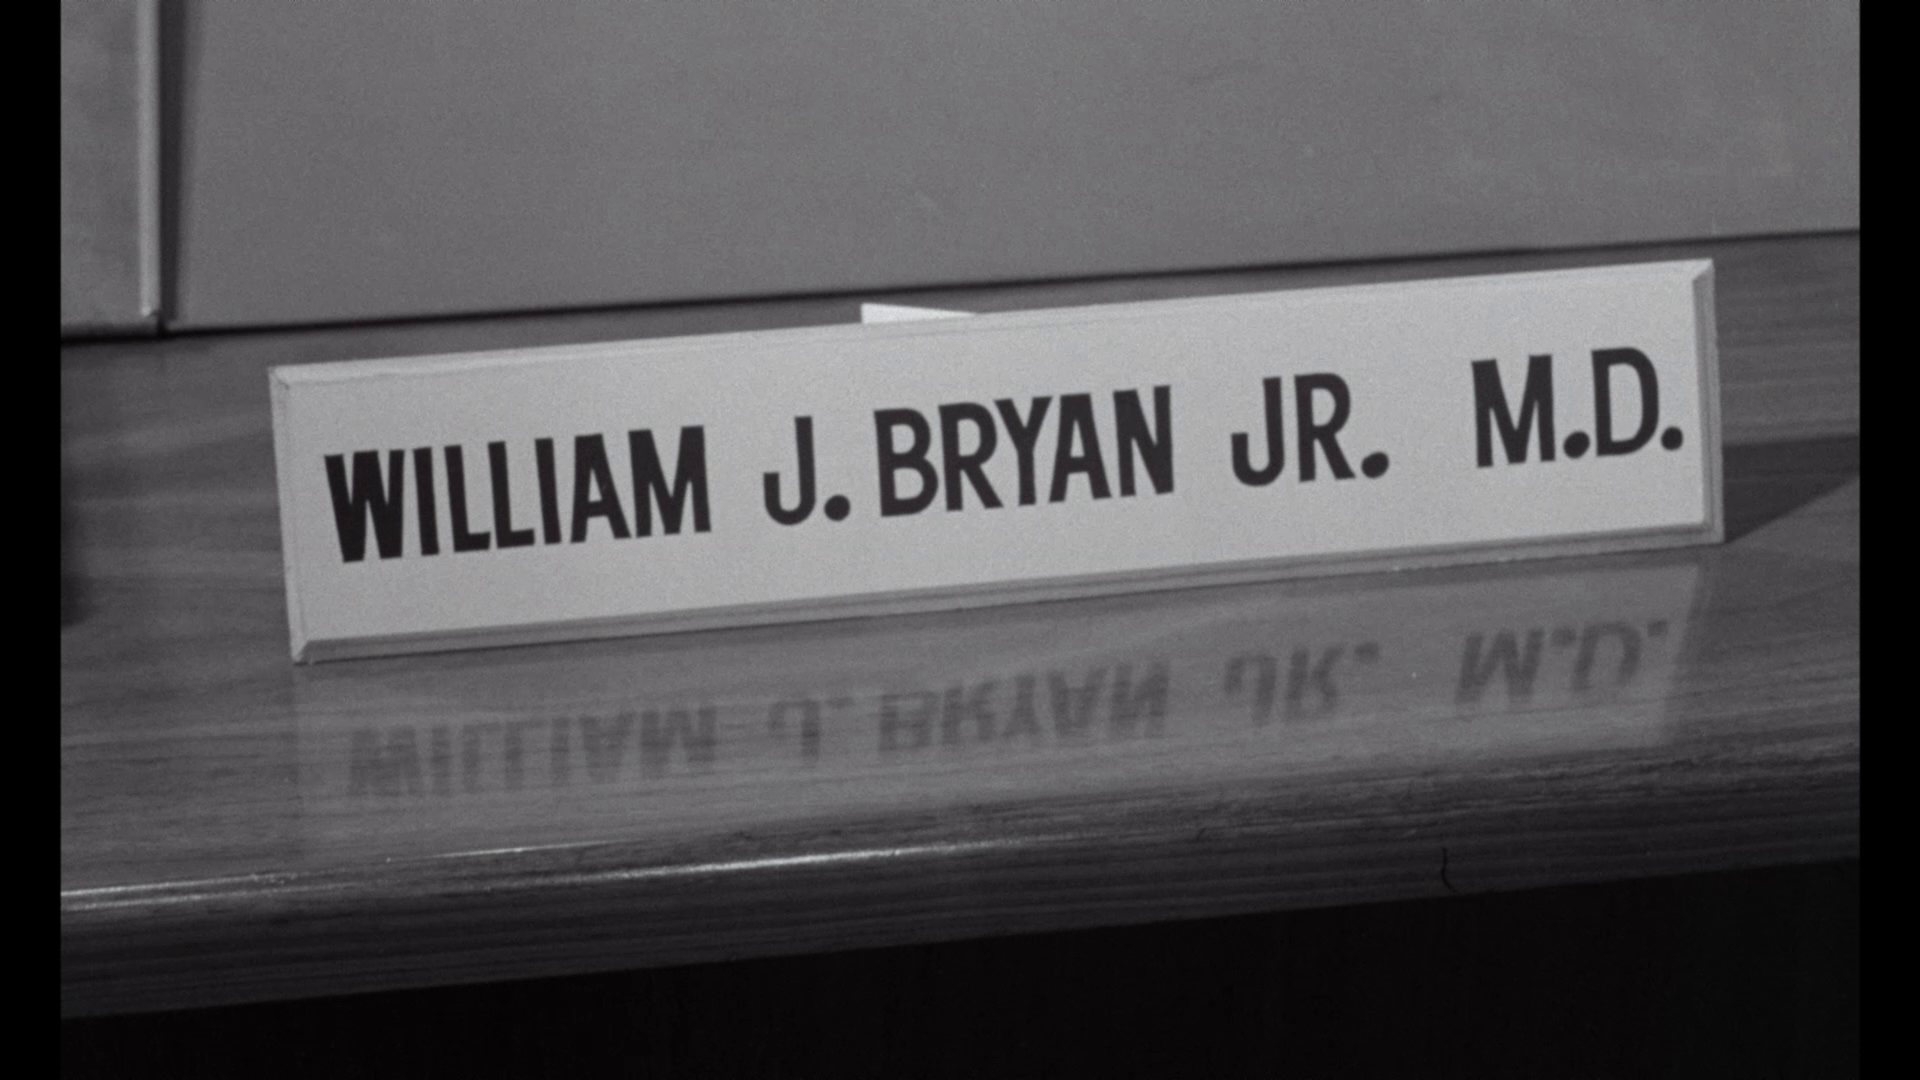 WILLIAM J. BRYAN JR. M.D.